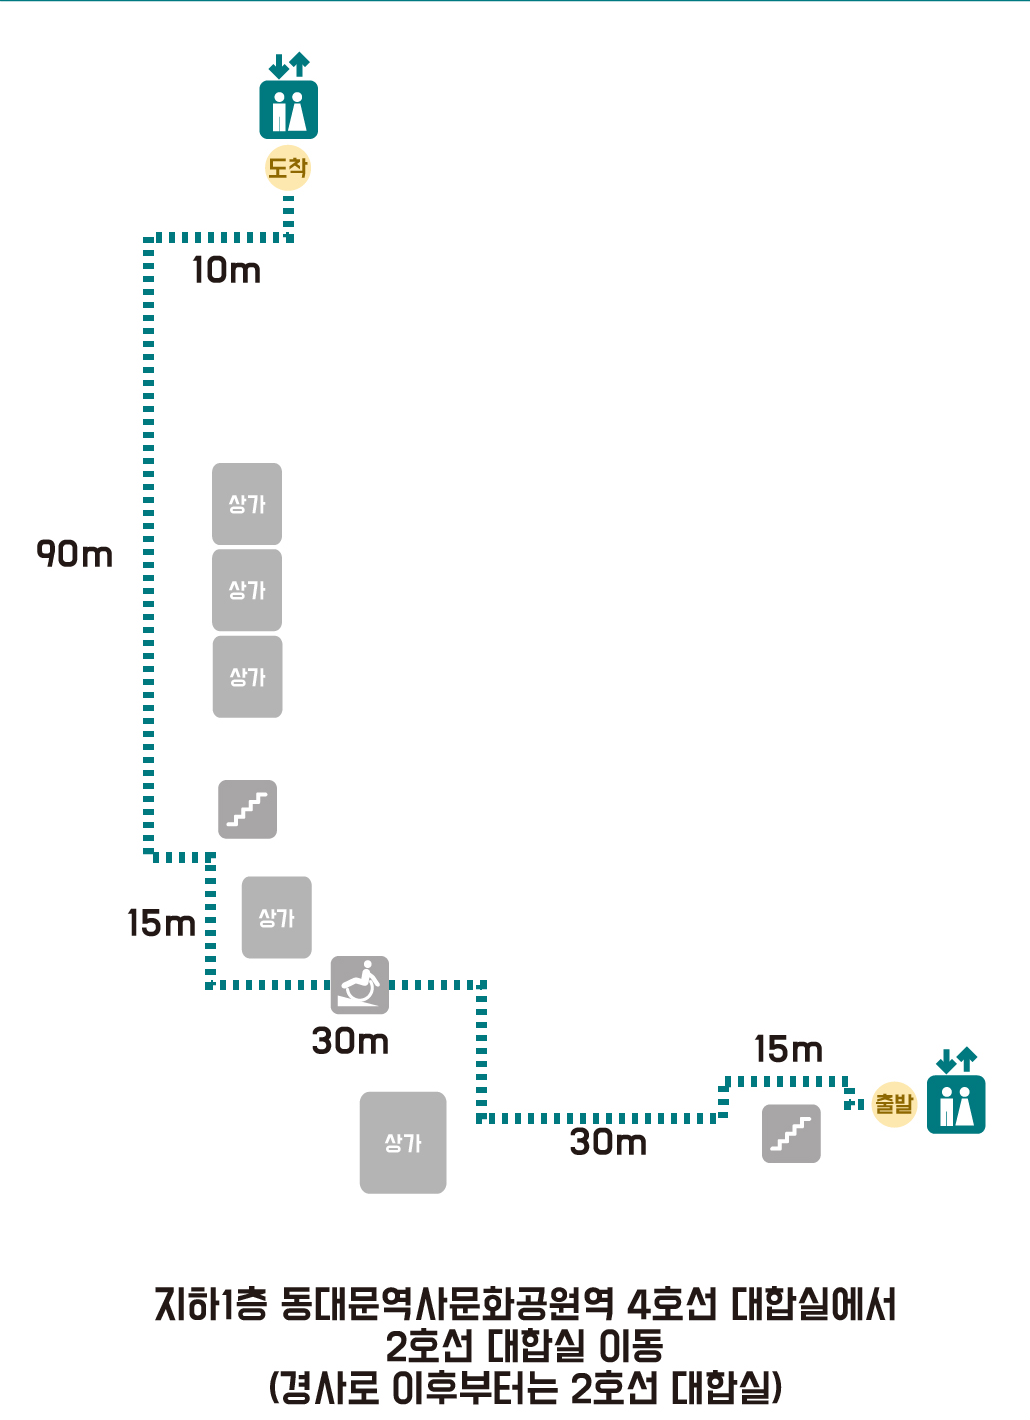 도착
10m
상가
90m
상가
상가
상가
15m
30m
15m
출발
30m
상가
지하1층 동대문역사문화공원역 4호선 대합실에서
2호선 대합실 이동
(경사로 이후부터는 2호선 대합실)